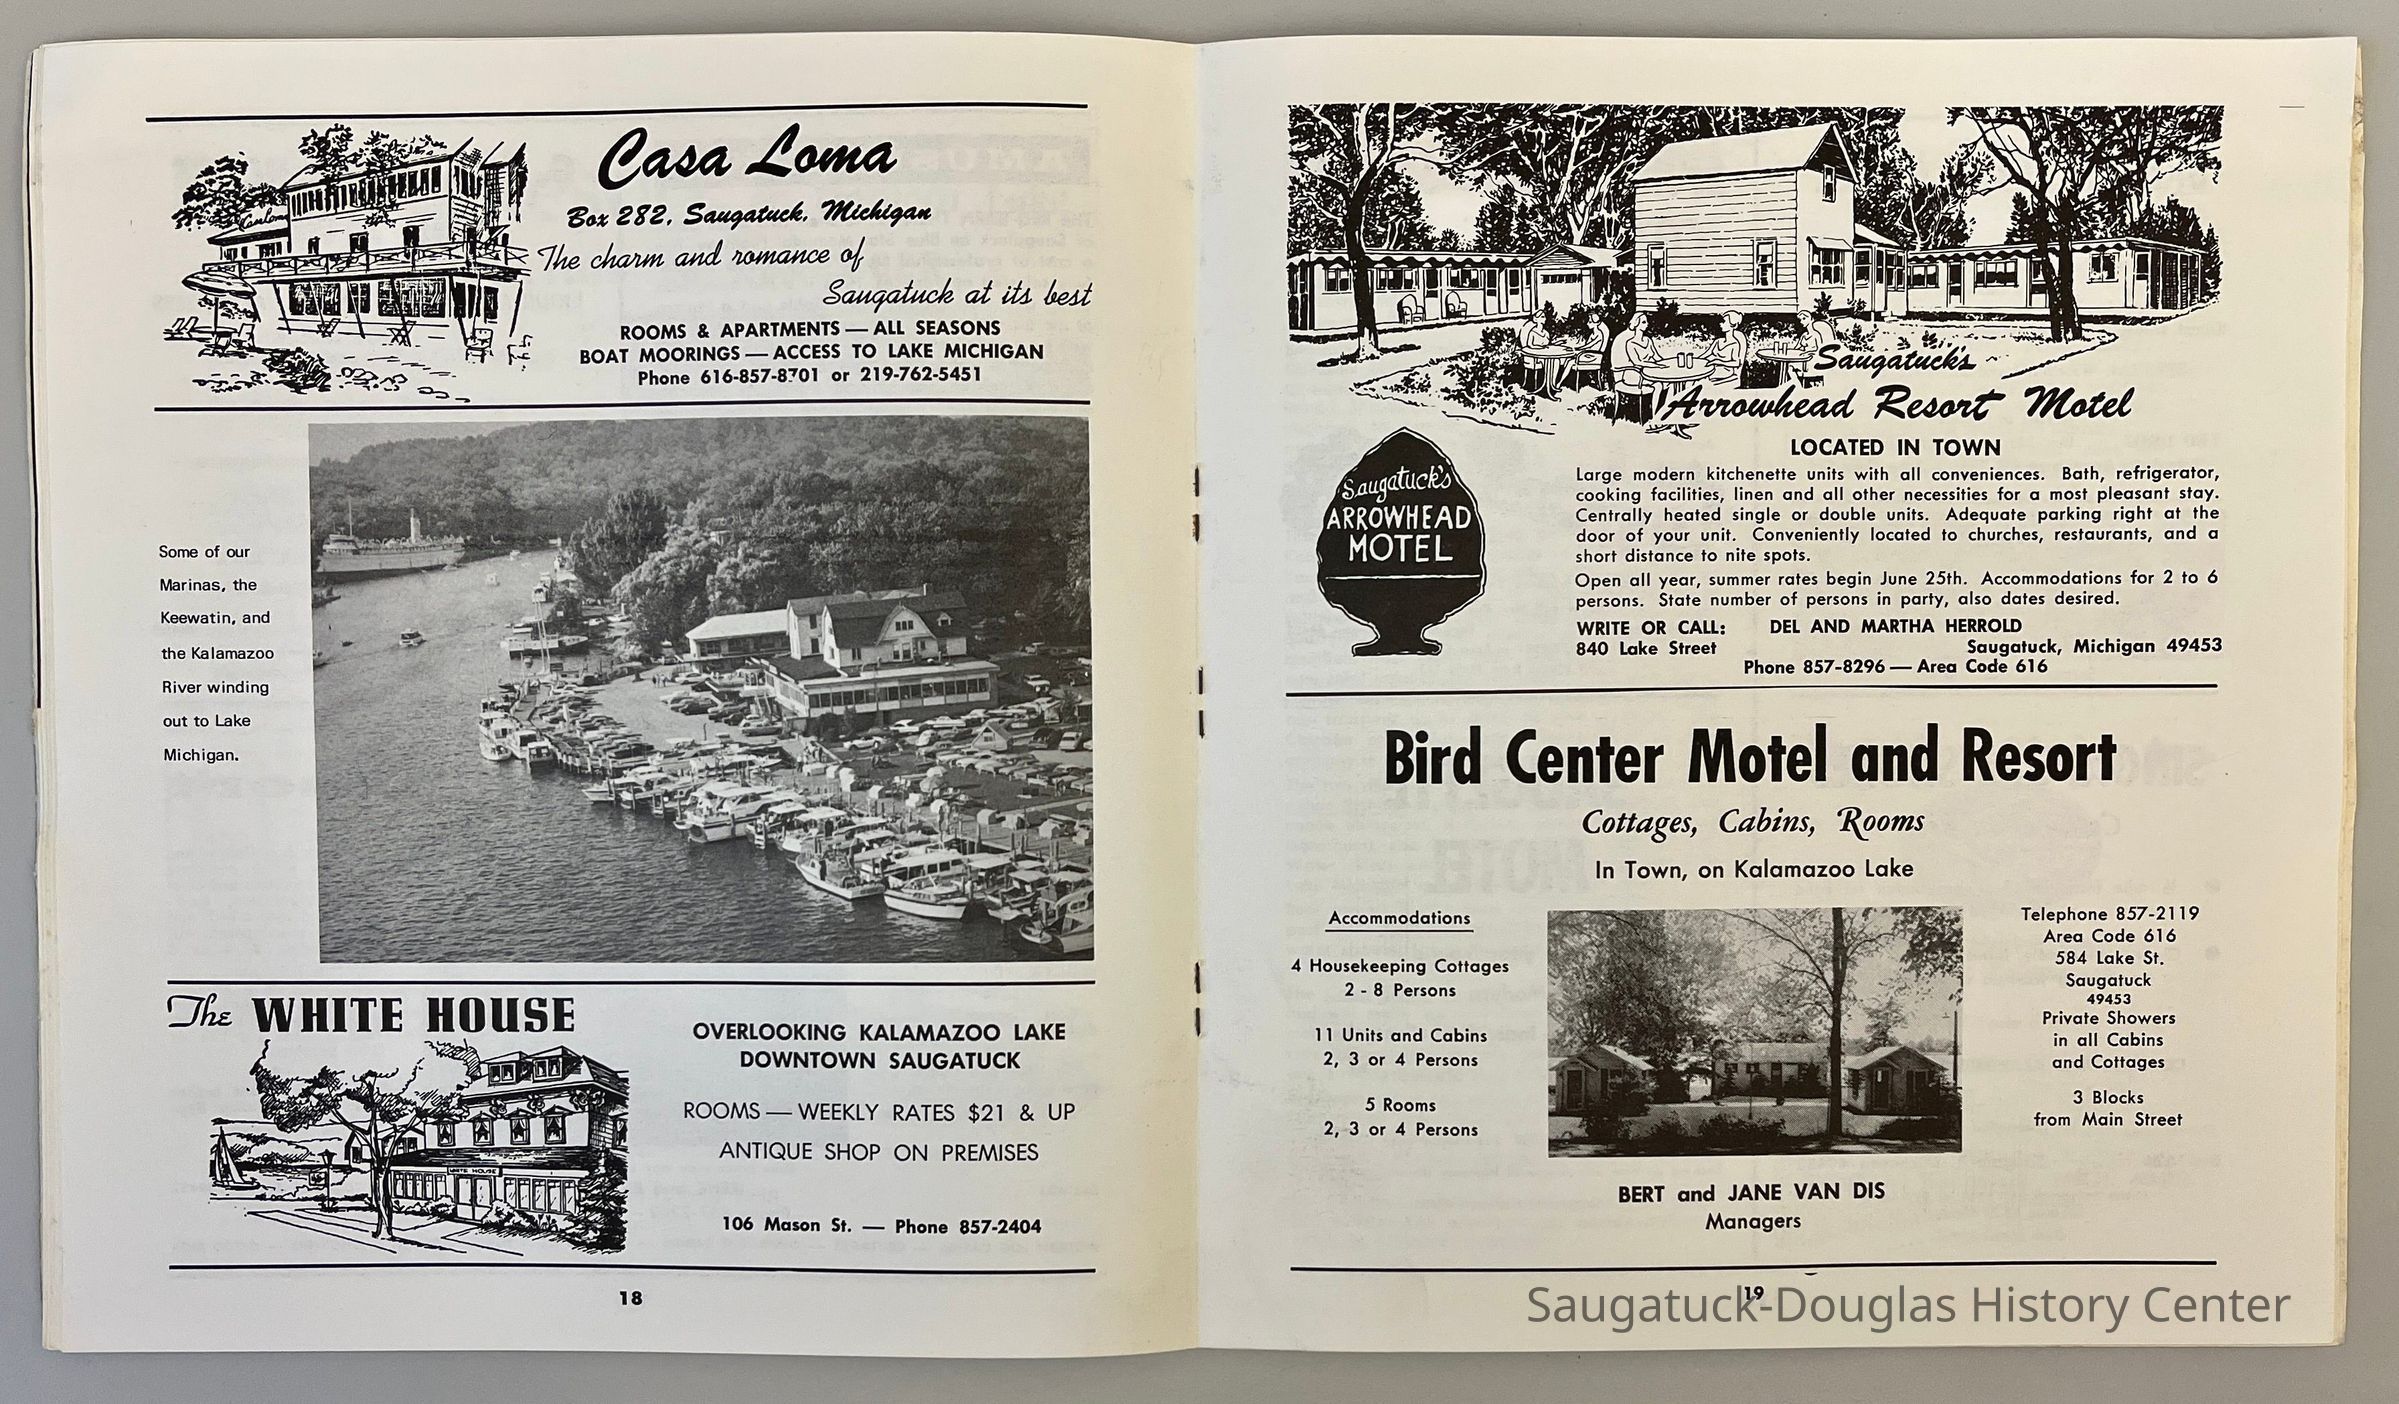 Casa Loma
Box 282, Saugatuck, Michigan
The charm and romance of
Saugatuck at its best
ROOMS & APARTMENTS — ALL SEASONS
BOAT MOORINGS — ACCESS TO LAKE MICHIGAN
Phone 616-857-8701 or 219-762-5451
Some of our
Marinas, the
Keewatin, and
the Kalamazoo
River winding
out to Lake
Michigan.
The WHITE HOUSE
WHITE HOUSE
OVERLOOKING KALAMAZOO LAKE
DOWNTOWN SAUGATUCK
ROOMS — WEEKLY RATES $21 & UP
ANTIQUE SHOP ON PREMISES
106 Mason St. — Phone 857-2404
18
Saugatuck's
Arrowhead Resort Motel
LOCATED IN TOWN
Saugatuck's
ARROWHEAD
MOTEL
Large modern kitchenette units with all conveniences. Bath, refrigerator,
cooking facilities, linen and all other necessities for a most pleasant stay.
Centrally heated single or double units. Adequate parking right at the
door of your unit. Conveniently located to churches, restaurants, and a
short distance to nite spots.
Open all year, summer rates begin June 25th. Accommodations for 2 to 6
persons. State number of persons in party, also dates desired.
WRITE OR CALL: DEL AND MARTHA HERROLD
840 Lake Street Saugatuck, Michigan 49453
Phone 857-8296 — Area Code 616
Bird Center Motel and Resort
Cottages, Cabins, Rooms
In Town, on Kalamazoo Lake
Accommodations
4 Housekeeping Cottages
2 - 8 Persons
11 Units and Cabins
2, 3 or 4 Persons
5 Rooms
2, 3 or 4 Persons
Telephone 857-2119
Area Code 616
584 Lake St.
Saugatuck
49453
Private Showers
in all Cabins
and Cottages
3 Blocks
from Main Street
BERT and JANE VAN DIS
Managers
19
Saugatuck-Douglas History Center